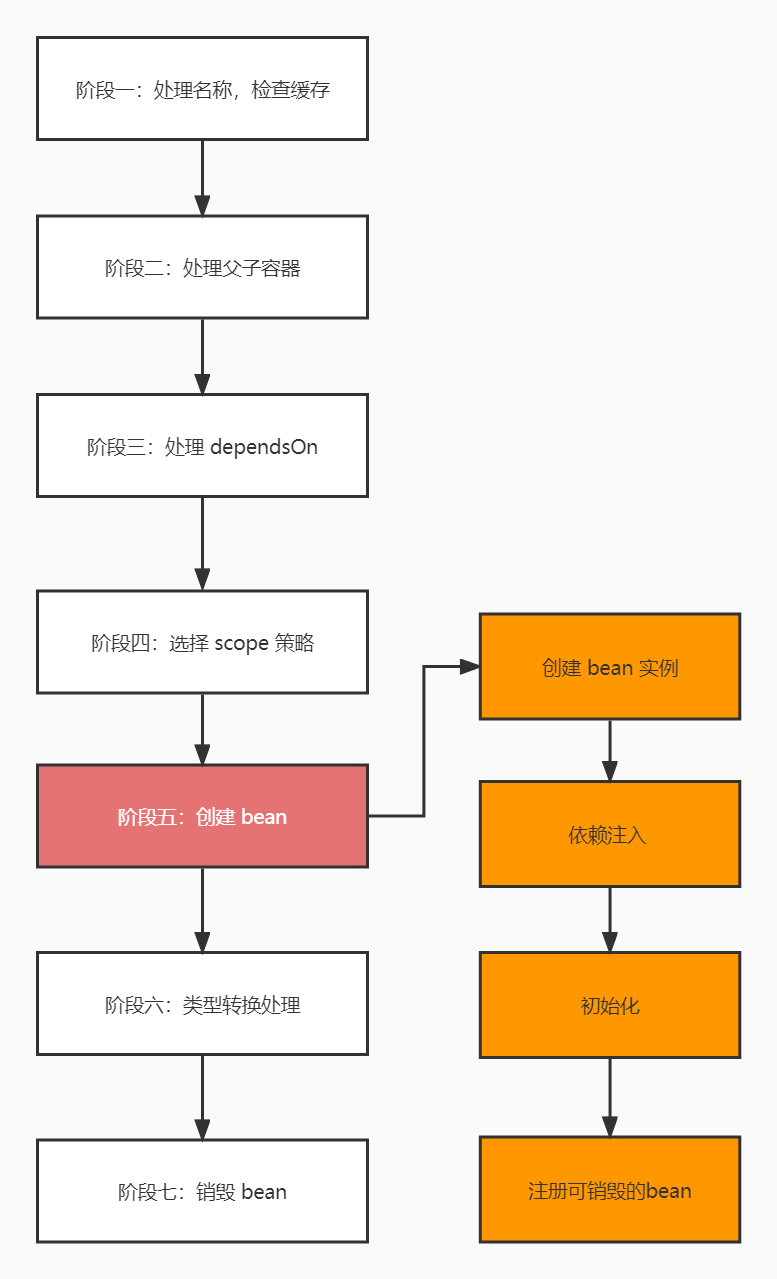 阶段一：处理名称，检查缓存
阶段二：处理父子容器
阶段三：处理 dependsOn
阶段四：选择 scope 策略
阶段五：创建 bean
阶段六：类型转换处理
阶段七：销毁 bean
创建 bean 实例
依赖注入
初始化
注册可销毁的bean